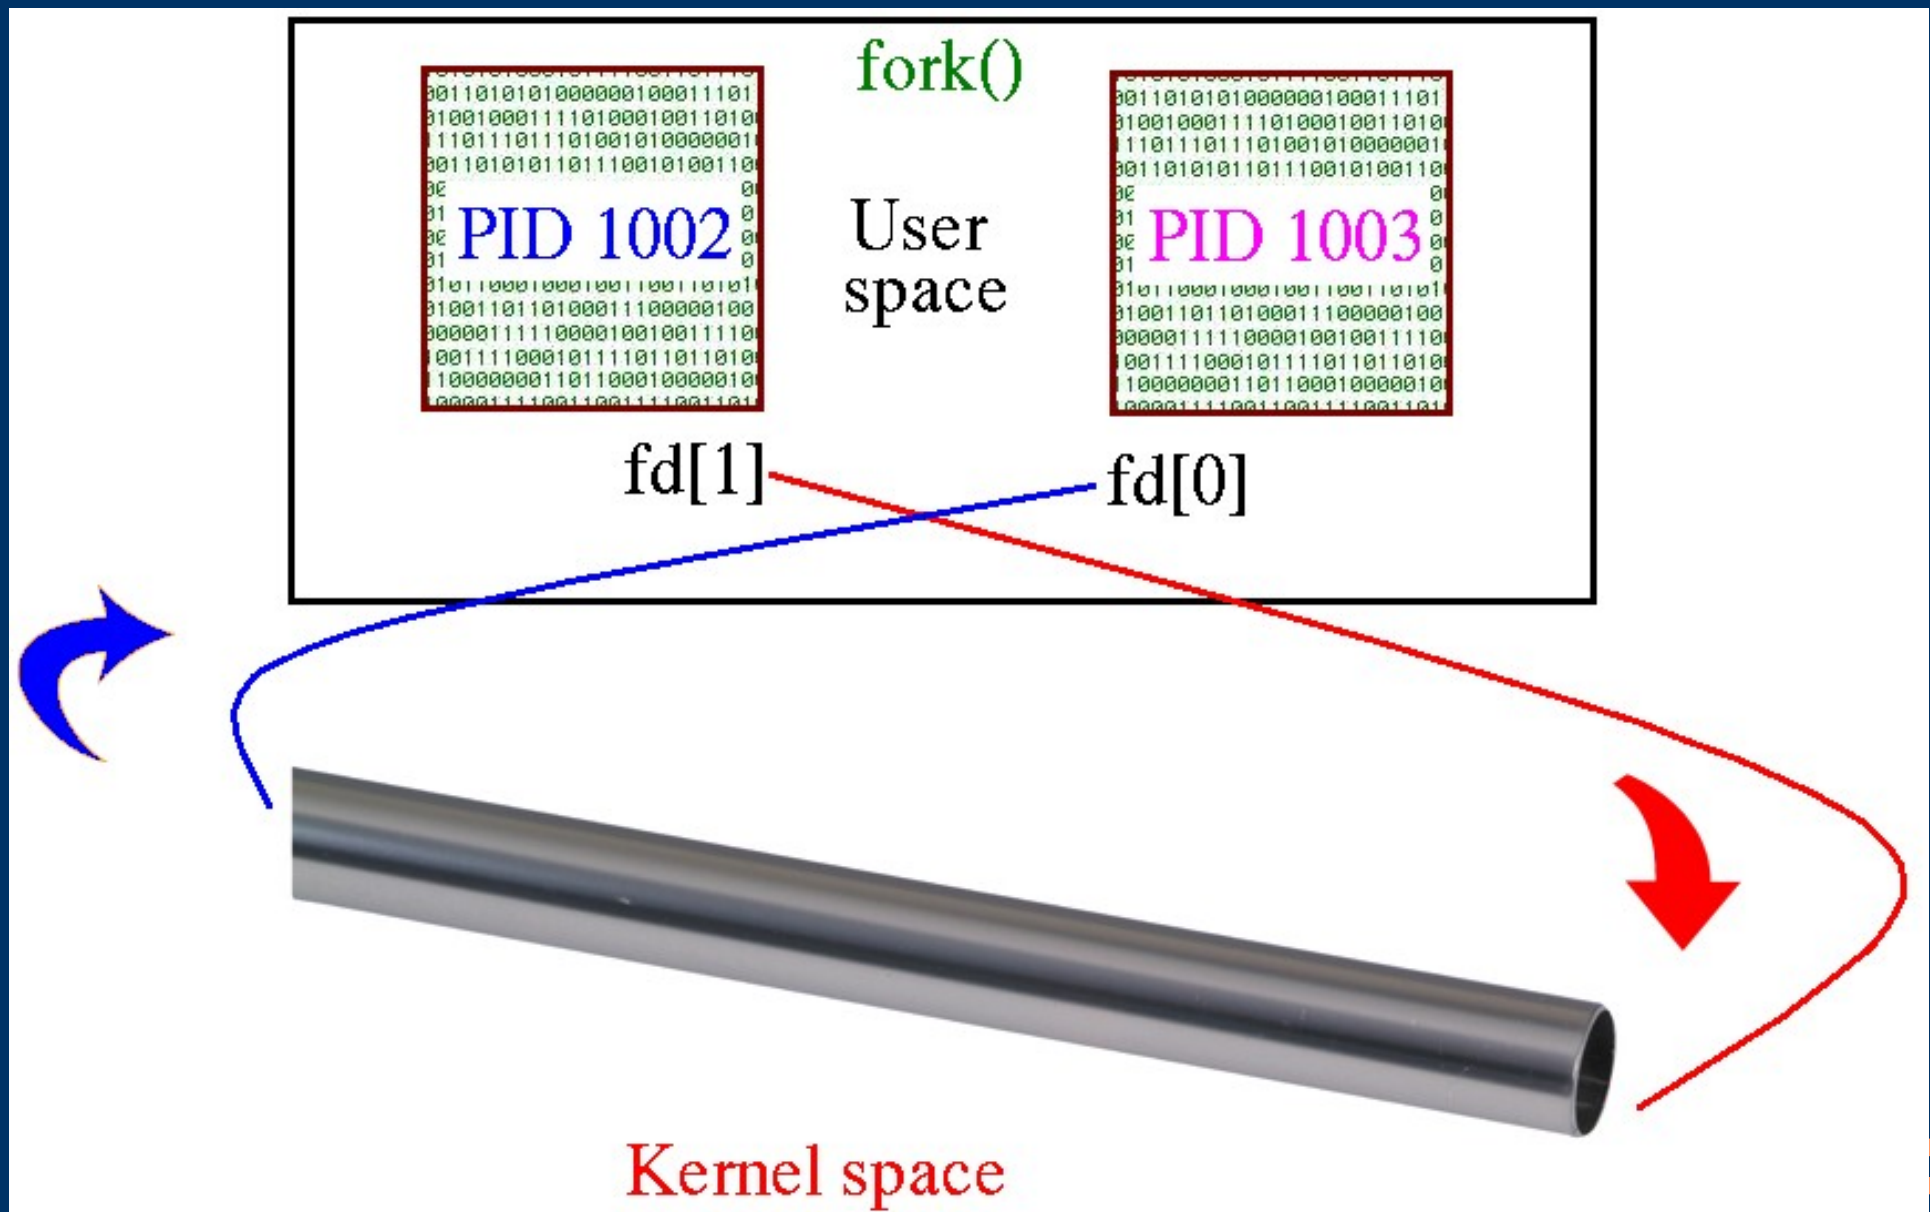 fork()
PID 1002
User
space
PID 1003
fd[1]
fd[0]
Kernel space